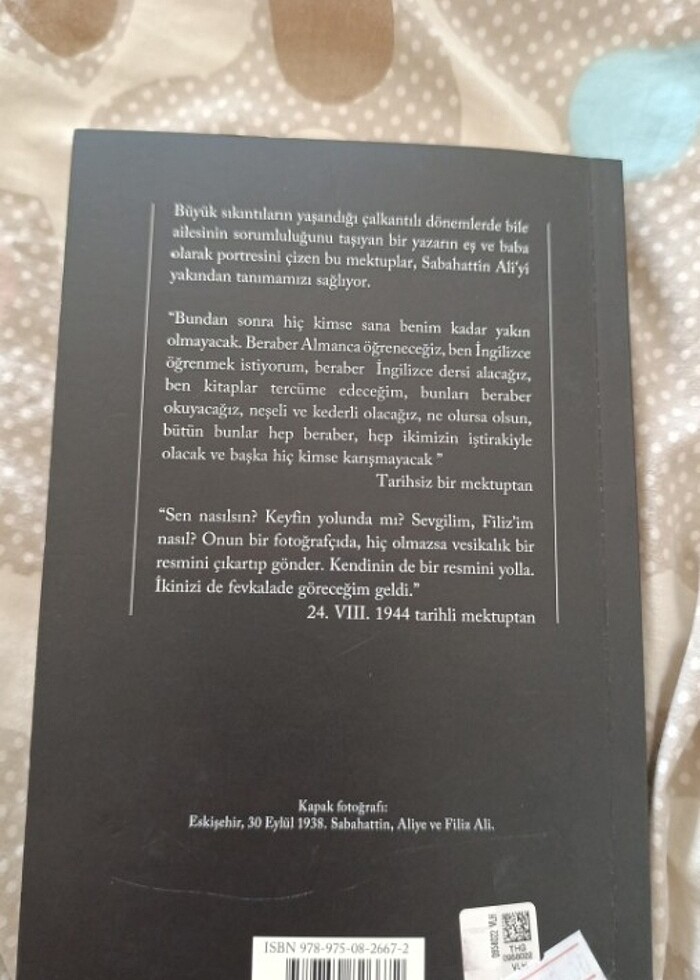 Büyük sıkıntıların yaşandığı çalkantılı dönemlerde bile
ailesinin sorumluluğunu taşıyan bir yazarın eş ve baba
olarak portresini çizen bu mektuplar, Sabahattin Ali'yi
yakından tanımamızı sağlıyor.
"Bundan sonra hiç kimse sana benim kadar yakın
olmayacak. Beraber Almanca öğreneceğiz, ben İngilizce
öğrenmek istiyorum, beraber İngilizce dersi alacağız,
ben kitaplar tercüme edeceğim, bunları beraber
okuyacağız, neşeli ve kederli olacağız, ne olursa olsun,
bütün bunlar hep beraber, hep ikimizin iştirakiyle
olacak ve başka hiç kimse karışmayacak"
Tarihsiz bir mektuptan
"Sen nasılsın? Keyfin yolunda mı? Sevgilim, Filiz'im
nasıl? Onun bir fotoğrafçıda, hiç olmazsa vesikalık bir
resmini çıkartıp gönder. Kendinin de bir resmini yolla.
İkinizi de fevkalade göreceğim geldi."
24. VIII. 1944 tarihli mektuptan
Kapak fotoğrafı:
Eskişehir, 30 Eylül 1938. Sabahattin, Aliye ve Filiz Ali.
ISBN 978-975-08-2667-2
THG